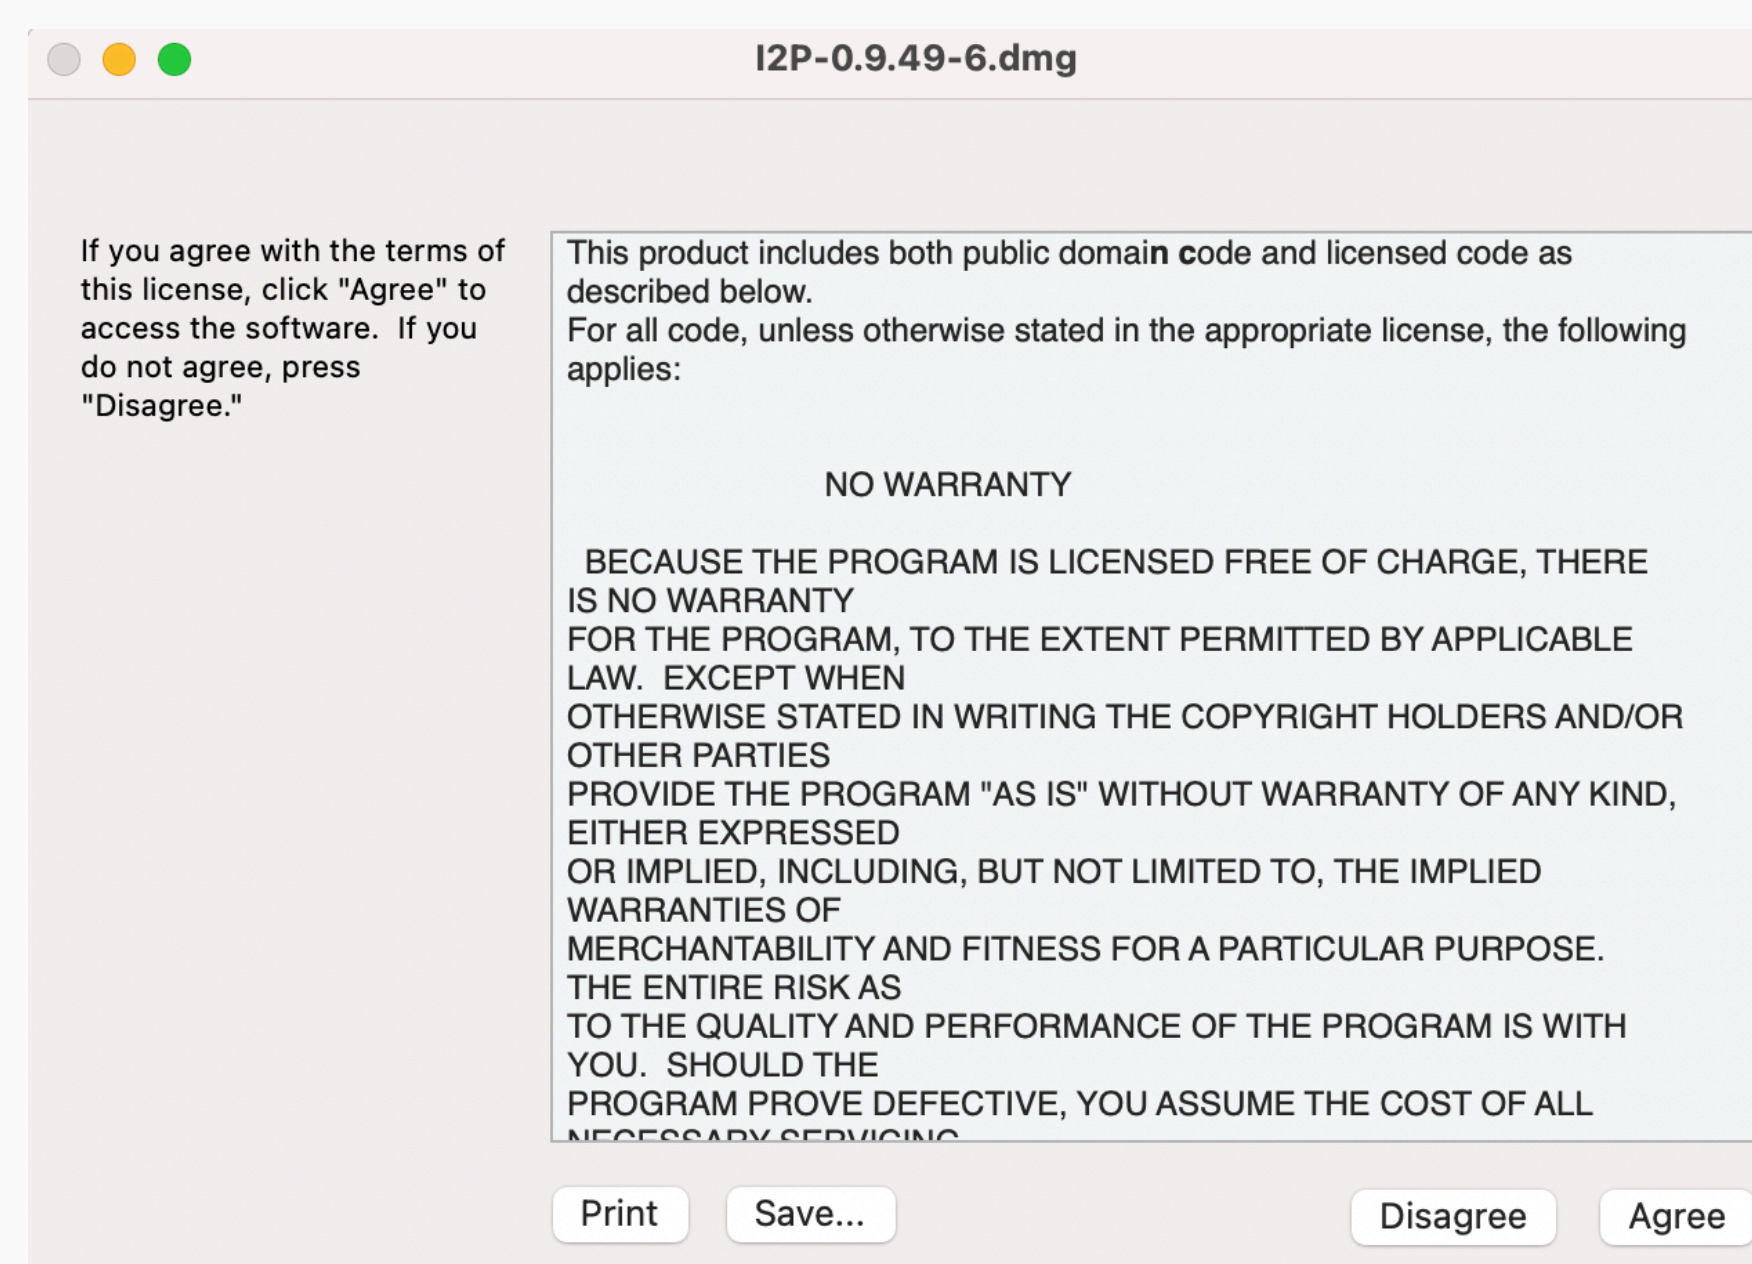 I2P-0.9.49-6.dmg
If you agree with the terms of
this license, click "Agree" to
access the software.  If you
do not agree, press
"Disagree."
This product includes both public domain code and licensed code as
described below.
For all code, unless otherwise stated in the appropriate license, the following
applies:
NO WARRANTY
BECAUSE THE PROGRAM IS LICENSED FREE OF CHARGE, THERE
IS NO WARRANTY
FOR THE PROGRAM, TO THE EXTENT PERMITTED BY APPLICABLE
LAW.  EXCEPT WHEN
OTHERWISE STATED IN WRITING THE COPYRIGHT HOLDERS AND/OR
OTHER PARTIES
PROVIDE THE PROGRAM "AS IS" WITHOUT WARRANTY OF ANY KIND,
EITHER EXPRESSED
OR IMPLIED, INCLUDING, BUT NOT LIMITED TO, THE IMPLIED
WARRANTIES OF
MERCHANTABILITY AND FITNESS FOR A PARTICULAR PURPOSE.
THE ENTIRE RISK AS
TO THE QUALITY AND PERFORMANCE OF THE PROGRAM IS WITH
YOU.  SHOULD THE
PROGRAM PROVE DEFECTIVE, YOU ASSUME THE COST OF ALL
NECESSARY SERVICING
Print
Save...
Disagree
Agree